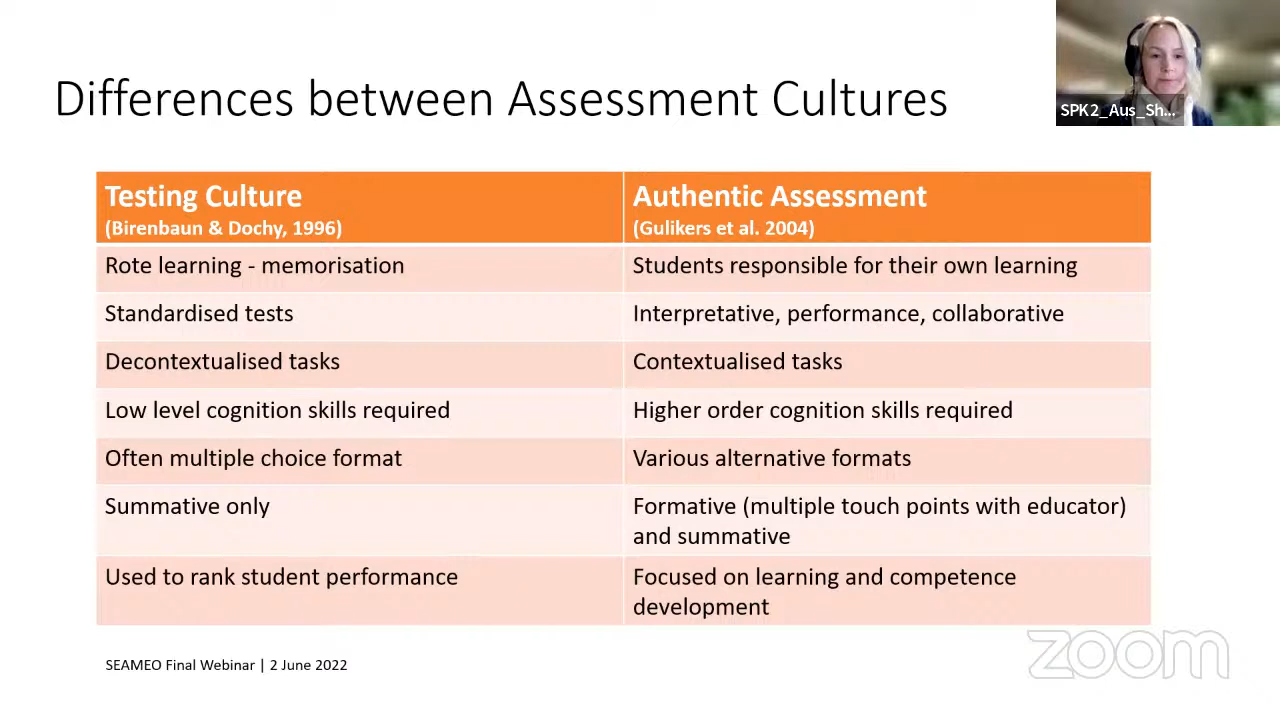 Differences between Assessment Cultures
SPK2_Aus_Sh...
Testing Culture
(Birenbaun & Dochy, 1996)
Authentic Assessment
(Gulikers et al. 2004)
Rote learning - memorisation
Students responsible for their own learning
Standardised tests
Interpretative, performance, collaborative
Decontextualised tasks
Contextualised tasks
Low level cognition skills required
Higher order cognition skills required
Often multiple choice format
Various alternative formats
Summative only
Formative (multiple touch points with educator)
and summative
Used to rank student performance
Focused on learning and competence
development
SEAMEO Final Webinar | 2 June 2022
zoom